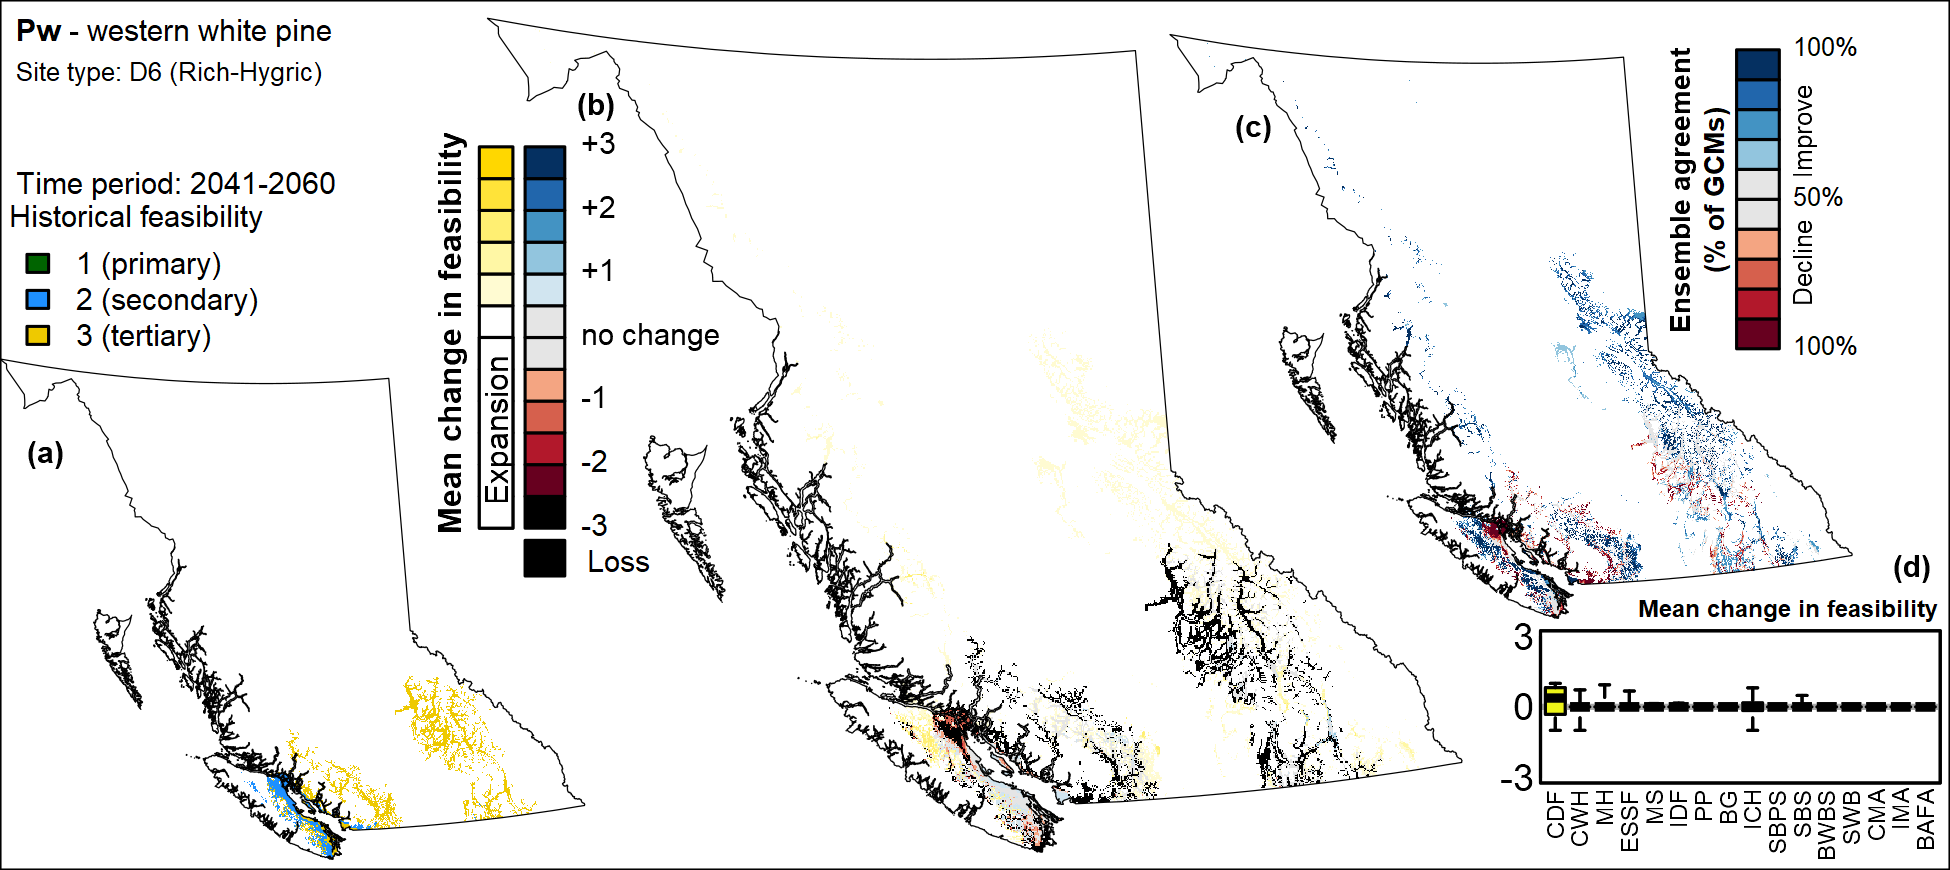 Pw - western white pine
Site type: D6 (Rich-Hygric)
Time period: 2041-2060
Historical feasibility
1 (primary)
2 (secondary)
3 (tertiary)
(a)
(b)
Mean change in feasibility
Expansion
+3
+2
+1
no change
-1
-2
-3
Loss
(c)
Ensemble agreement
(% of GCMs)
Improve
Decline
100%
50%
100%
(d)
Mean change in feasibility
3
0
-3
CDF
CWH
MH
ESSF
MS
IDF
PP
BG
ICH
SBPS
SBS
BWBS
SWB
CMA
IMA
BAFA